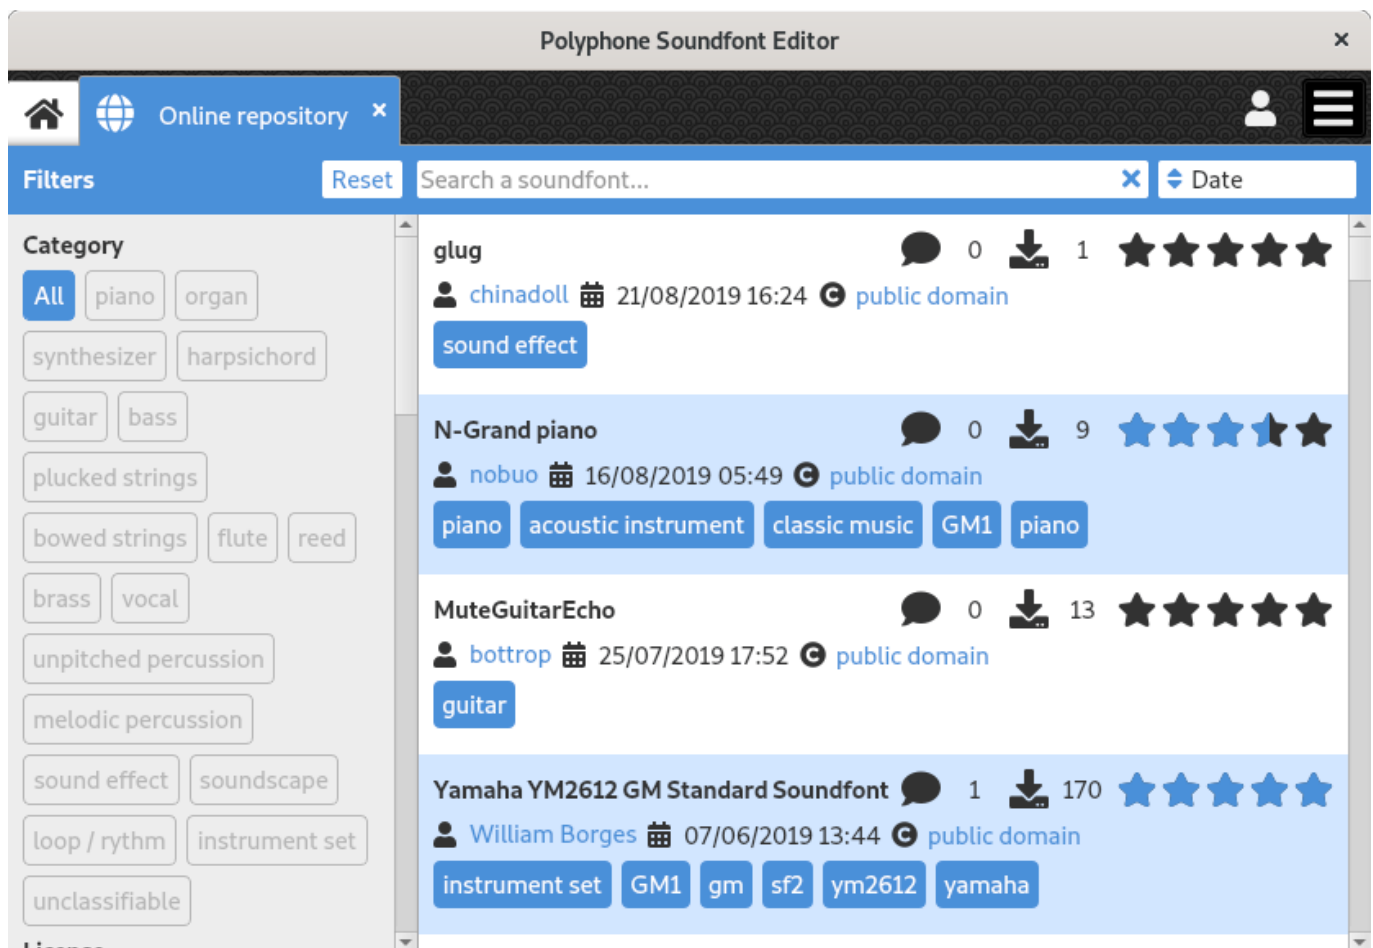 Polyphone Soundfont Editor
Online repository
Filters
Reset
Search a soundfont...
Date
Category
All piano organ
synthesizer harpsichord
guitar bass
plucked strings
bowed strings flute reed
brass vocal
unpitched percussion
melodic percussion
sound effect soundscape
loop / rythm instrument set
unclassifiable
glug 0 1
chinadoll 21/08/2019 16:24 public domain
sound effect
N-Grand piano 0 9
nobuo 16/08/2019 05:49 public domain
piano acoustic instrument classic music GM1 piano
MuteGuitarEcho 0 13
bottrop 25/07/2019 17:52 public domain
guitar
Yamaha YM2612 GM Standard Soundfont 1 170
William Borges 07/06/2019 13:44 public domain
instrument set GM1 gm sf2 ym2612 yamaha